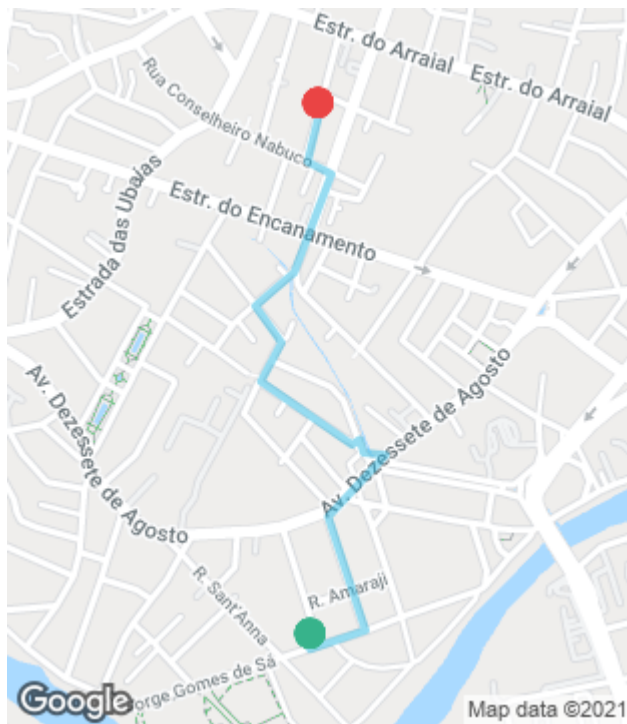 Estr. do Arraial
Estr. do Arraial
Rua Conselheiro Nabuco
Estr. do Encanamento
Estrada das Ubaias
Av. Dezessete de Agosto
Av. Dezessete de Agosto
R. Amaraji
R. Sant'Anna
orge Gomes de Sá
Google
Map data ©2021